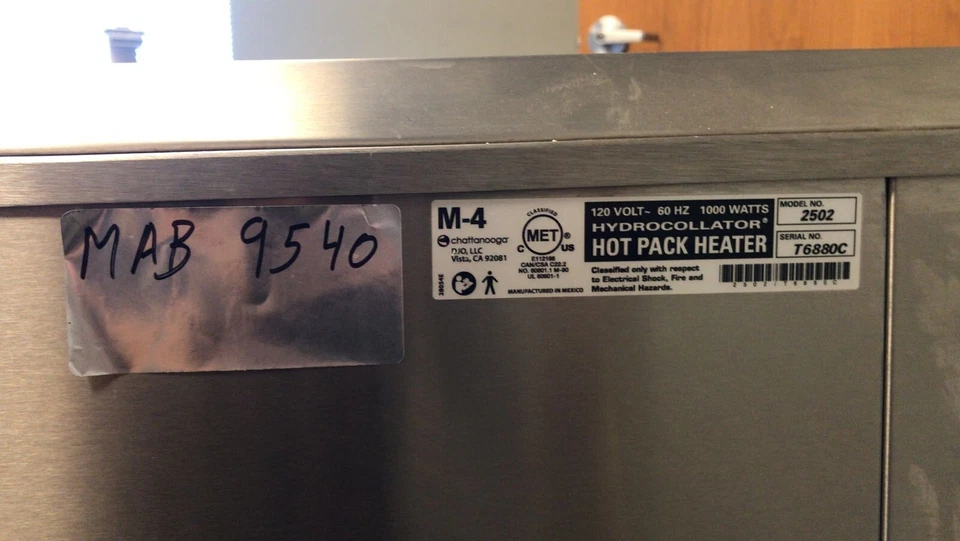 MAB 9540
M-4
chattanooga®
DJO, LLC
Vista, CA 92081
38054E
CLASSIFIED
MET®
C US
E112198
CAN/CSA C22.2
NO. 60601.1 M-90
UL 60601-1
MANUFACTURED IN MEXICO
120 VOLT~ 60 HZ 1000 WATTS
HYDROCOLLATOR®
HOT PACK HEATER
Classified only with respect
to Electrical Shock, Fire and
Mechanical Hazards.
MODEL NO.
2502
SERIAL NO.
T6880C